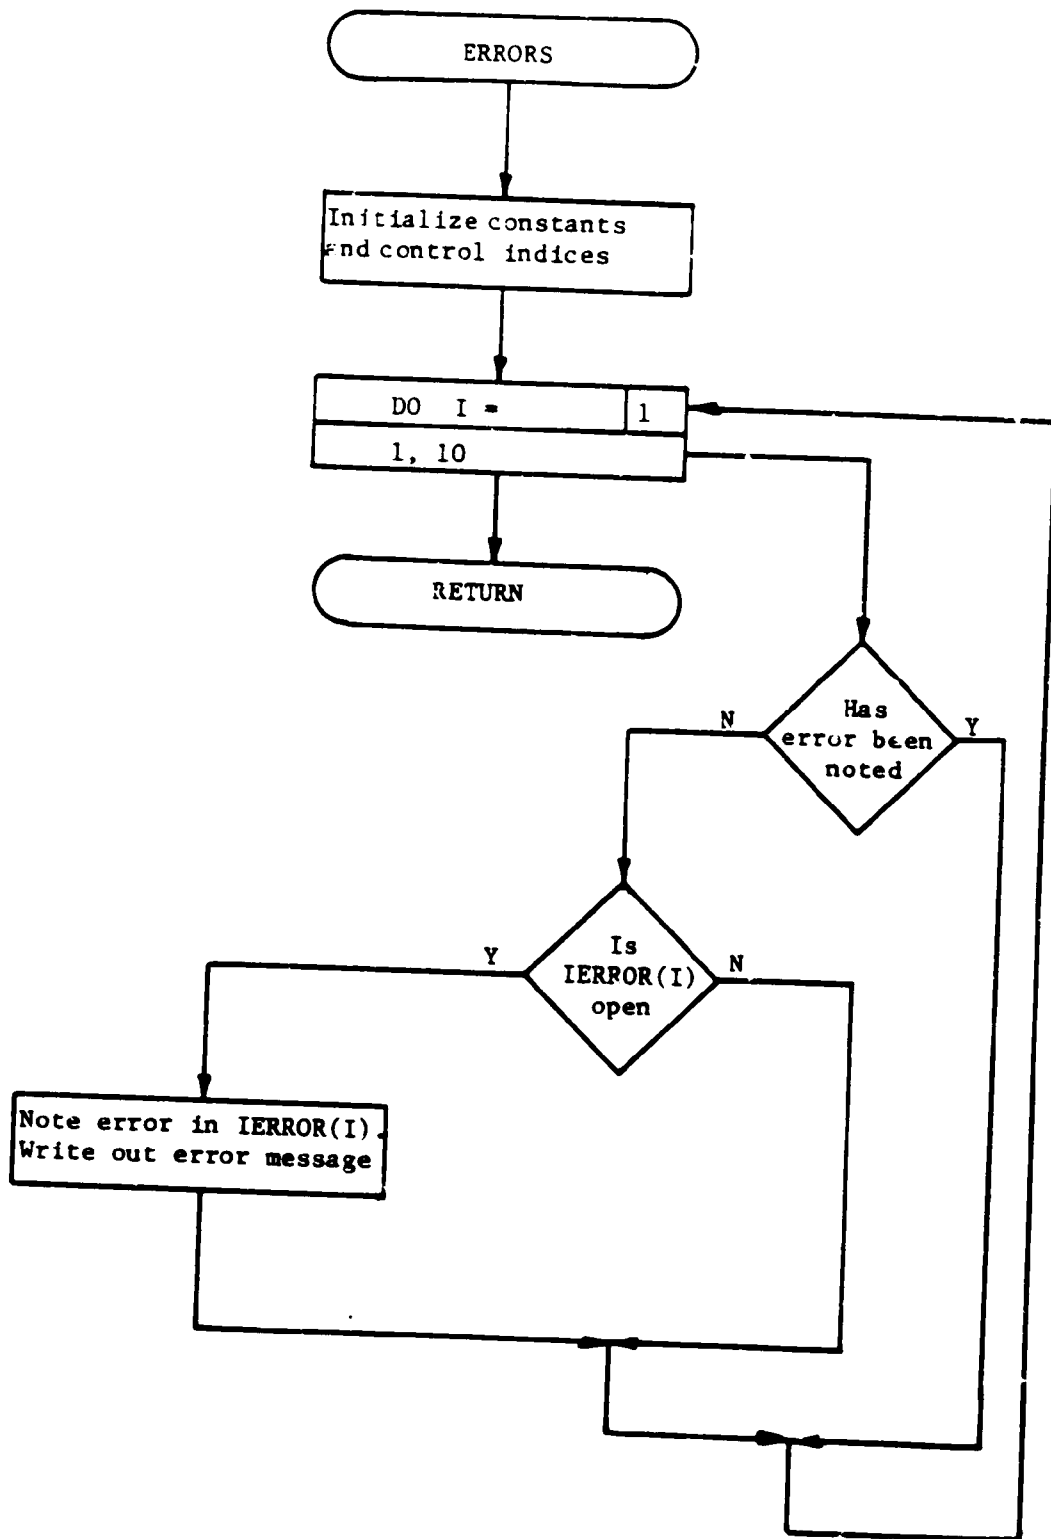 ERRORS
Initialize constants
and control indices
DO I = 1
1, 10
RETURN
Has
error been
noted
N
Y
Is
IERROR(I)
open
Y
N
Note error in IERROR(I).
Write out error message